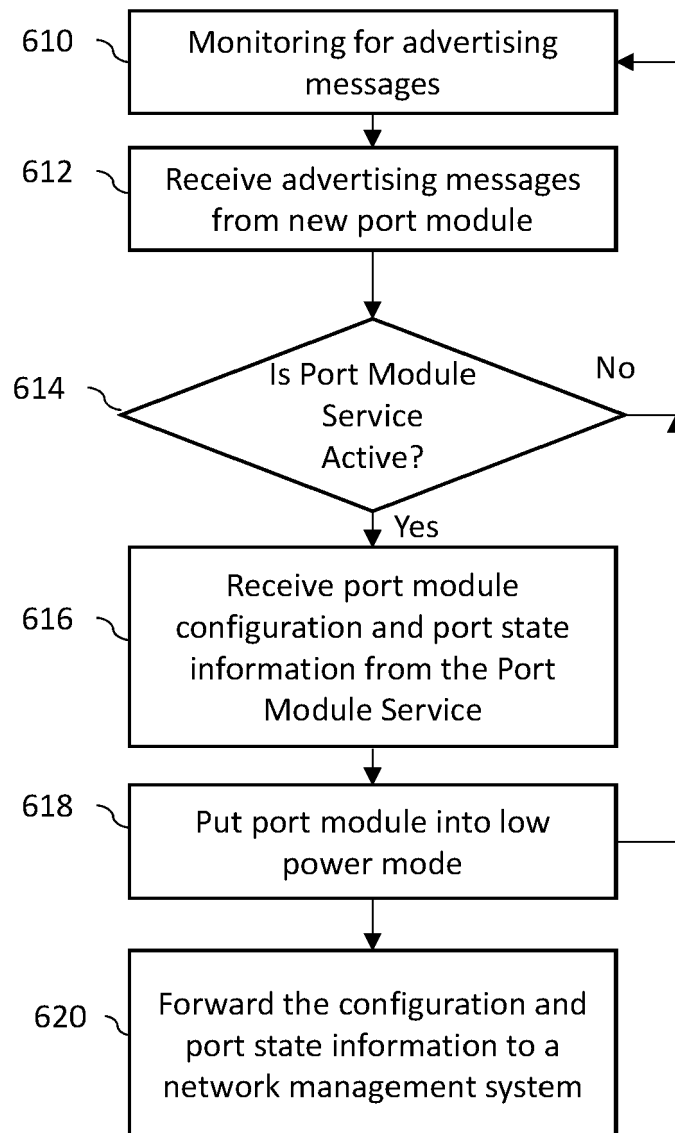 610
Monitoring for advertising
messages
612
Receive advertising messages
from new port module
614
Is Port Module
Service
Active?
No
Yes
616
Receive port module
configuration and port state
information from the Port
Module Service
618
Put port module into low
power mode
620
Forward the configuration and
port state information to a
network management system